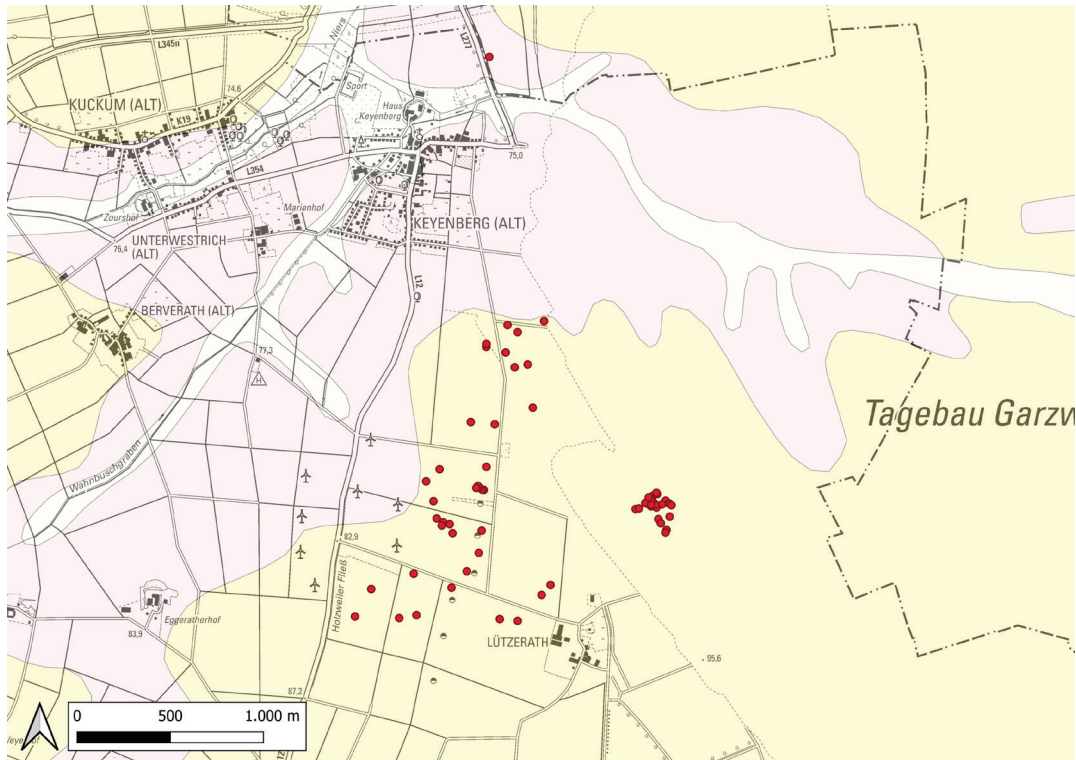 L345n
Niers
L277
Sport
Haus
Keyenberg
KUCKUM (ALT)
74,6
K19
75,0
L354
Zourshof
Marienhof
KEYENBERG (ALT)
UNTERWESTRICH
(ALT)
L12
BERVERATH (ALT)
77,3
H
Tagebau Garzw
Wahnbuschgraben
82,9
Holzweiler Fließ
Eggeratherhof
83,9
LÜTZERATH
95,6
87,2
0 500 1.000 m